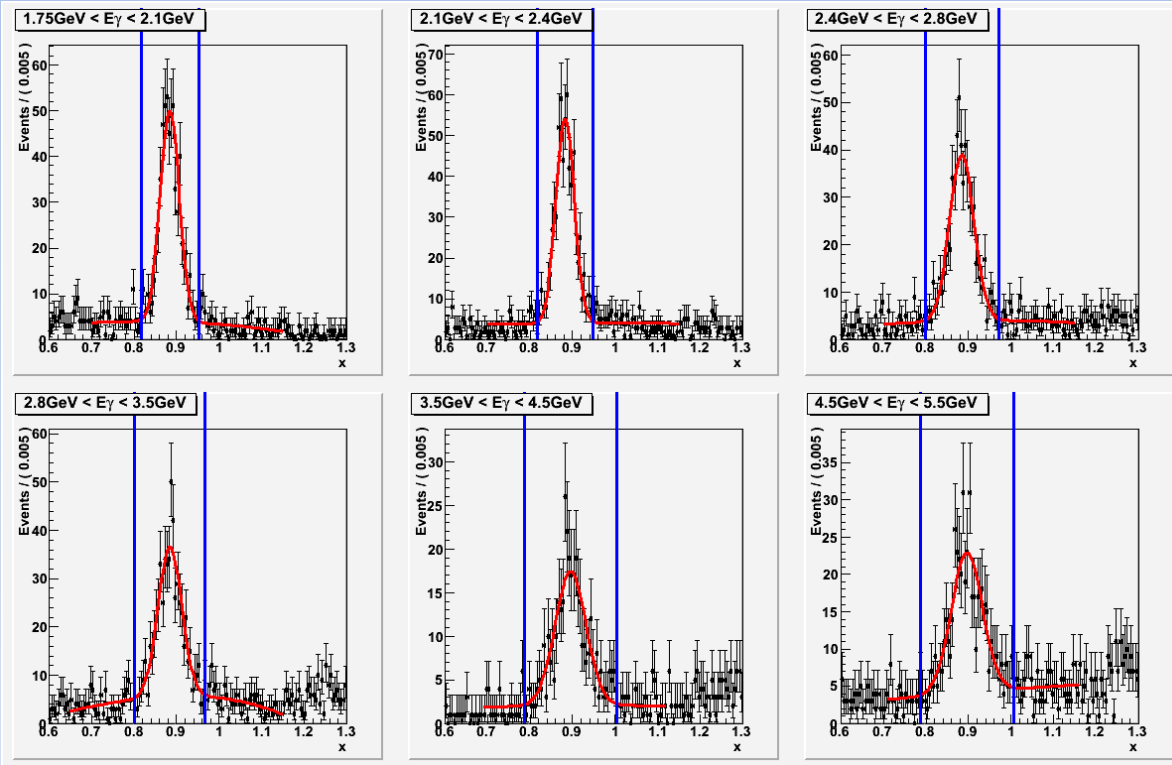 1.75GeV < Eγ < 2.1GeV
Events / ( 0.005 )
60
50
40
30
20
10
0
0.6 0.7 0.8 0.9 1 1.1 1.2 1.3
x
2.1GeV < Eγ < 2.4GeV
Events / ( 0.005 )
70
60
50
40
30
20
10
0
0.6 0.7 0.8 0.9 1 1.1 1.2 1.3
x
2.4GeV < Eγ < 2.8GeV
Events / ( 0.005 )
60
50
40
30
20
10
0
0.6 0.7 0.8 0.9 1 1.1 1.2 1.3
x
2.8GeV < Eγ < 3.5GeV
Events / ( 0.005 )
60
50
40
30
20
10
0
0.6 0.7 0.8 0.9 1 1.1 1.2 1.3
x
3.5GeV < Eγ < 4.5GeV
Events / ( 0.005 )
30
25
20
15
10
5
0
0.6 0.7 0.8 0.9 1 1.1 1.2 1.3
x
4.5GeV < Eγ < 5.5GeV
Events / ( 0.005 )
35
30
25
20
15
10
5
0
0.6 0.7 0.8 0.9 1 1.1 1.2 1.3
x